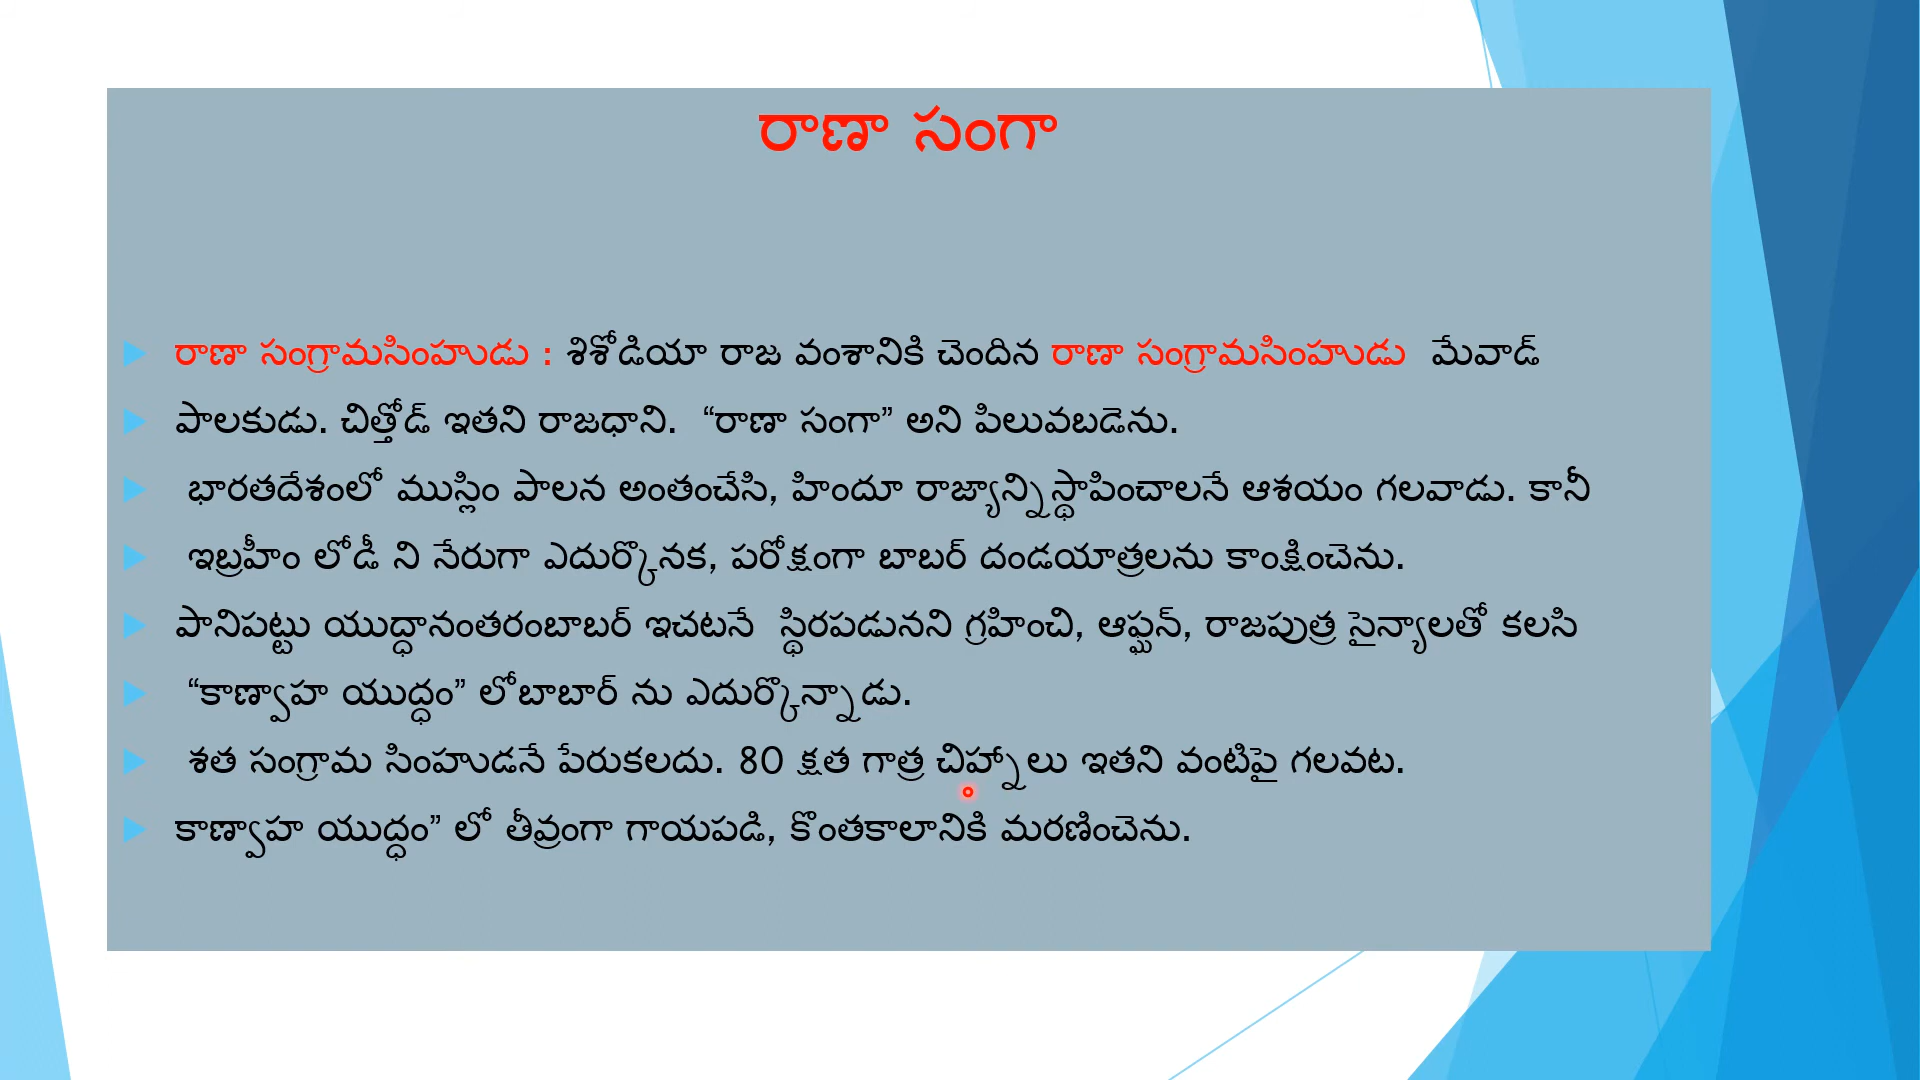 రాణా సంగా
రాణా సంగ్రామసింహుడు : శిశోడియా రాజ వంశానికి చెందిన రాణా సంగ్రామసింహుడు మేవాడ్
పాలకుడు. చిత్తోడ్ ఇతని రాజధాని. “రాణా సంగా” అని పిలువబడెను.
భారతదేశంలో ముస్లిం పాలన అంతంచేసి, హిందూ రాజ్యాన్నిస్థాపించాలనే ఆశయం గలవాడు. కానీ
ఇబ్రహీం లోడీ ని నేరుగా ఎదుర్కొనక, పరోక్షంగా బాబర్ దండయాత్రలను కాంక్షించెను.
పానిపట్టు యుద్ధానంతరంబాబర్ ఇచటనే స్థిరపడునని గ్రహించి, ఆఫ్ఘన్, రాజపుత్ర సైన్యాలతో కలసి
“కాణ్వాహ యుద్ధం” లోబాబార్ ను ఎదుర్కొన్నాడు.
శత సంగ్రామ సింహుడనే పేరుకలదు. 80 క్షత గాత్ర చిహ్నాలు ఇతని వంటిపై గలవట.
కాణ్వాహ యుద్ధం” లో తీవ్రంగా గాయపడి, కొంతకాలానికి మరణించెను.